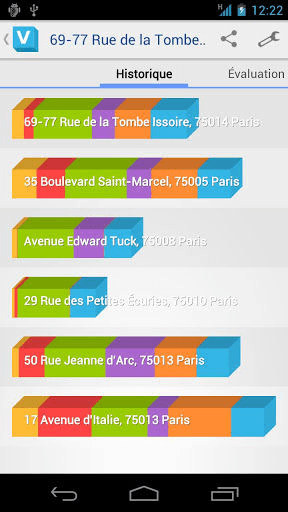 H 12:22
V 69-77 Rue de la Tombe..
Historique Évaluation
69-77 Rue de la Tombe Issoire, 75014 Paris
35 Boulevard Saint-Marcel, 75005 Paris
Avenue Edward Tuck, 75008 Paris
29 Rue des Petites Écuries, 75010 Paris
50 Rue Jeanne d'Arc, 75013 Paris
17 Avenue d'Italie, 75013 Paris